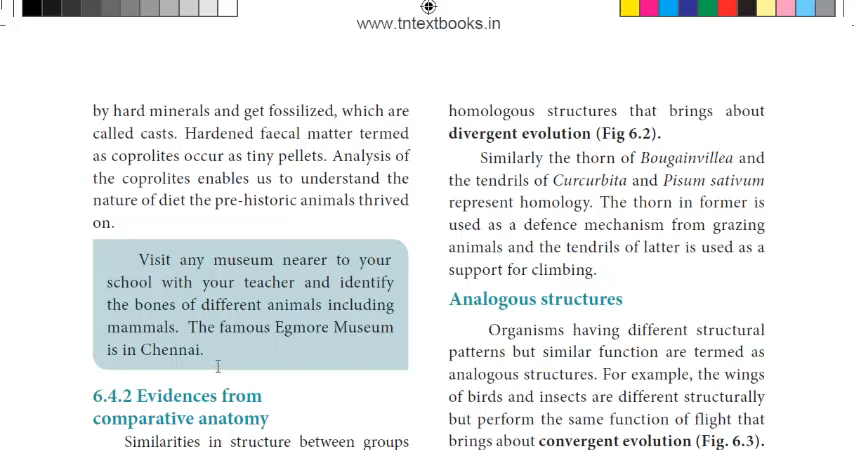 www.tntextbooks.in
by hard minerals and get fossilized, which are
called casts. Hardened faecal matter termed
as coprolites occur as tiny pellets. Analysis of
the coprolites enables us to understand the
nature of diet the pre-historic animals thrived
on.
Visit any museum nearer to your
school with your teacher and identify
the bones of different animals including
mammals. The famous Egmore Museum
is in Chennai.
6.4.2 Evidences from
comparative anatomy
Similarities in structure between groups
homologous structures that brings about
divergent evolution (Fig 6.2).
Similarly the thorn of Bougainvillea and
the tendrils of Curcurbita and Pisum sativum
represent homology. The thorn in former is
used as a defence mechanism from grazing
animals and the tendrils of latter is used as a
support for climbing.
Analogous structures
Organisms having different structural
patterns but similar function are termed as
analogous structures. For example, the wings
of birds and insects are different structurally
but perform the same function of flight that
brings about convergent evolution (Fig. 6.3).